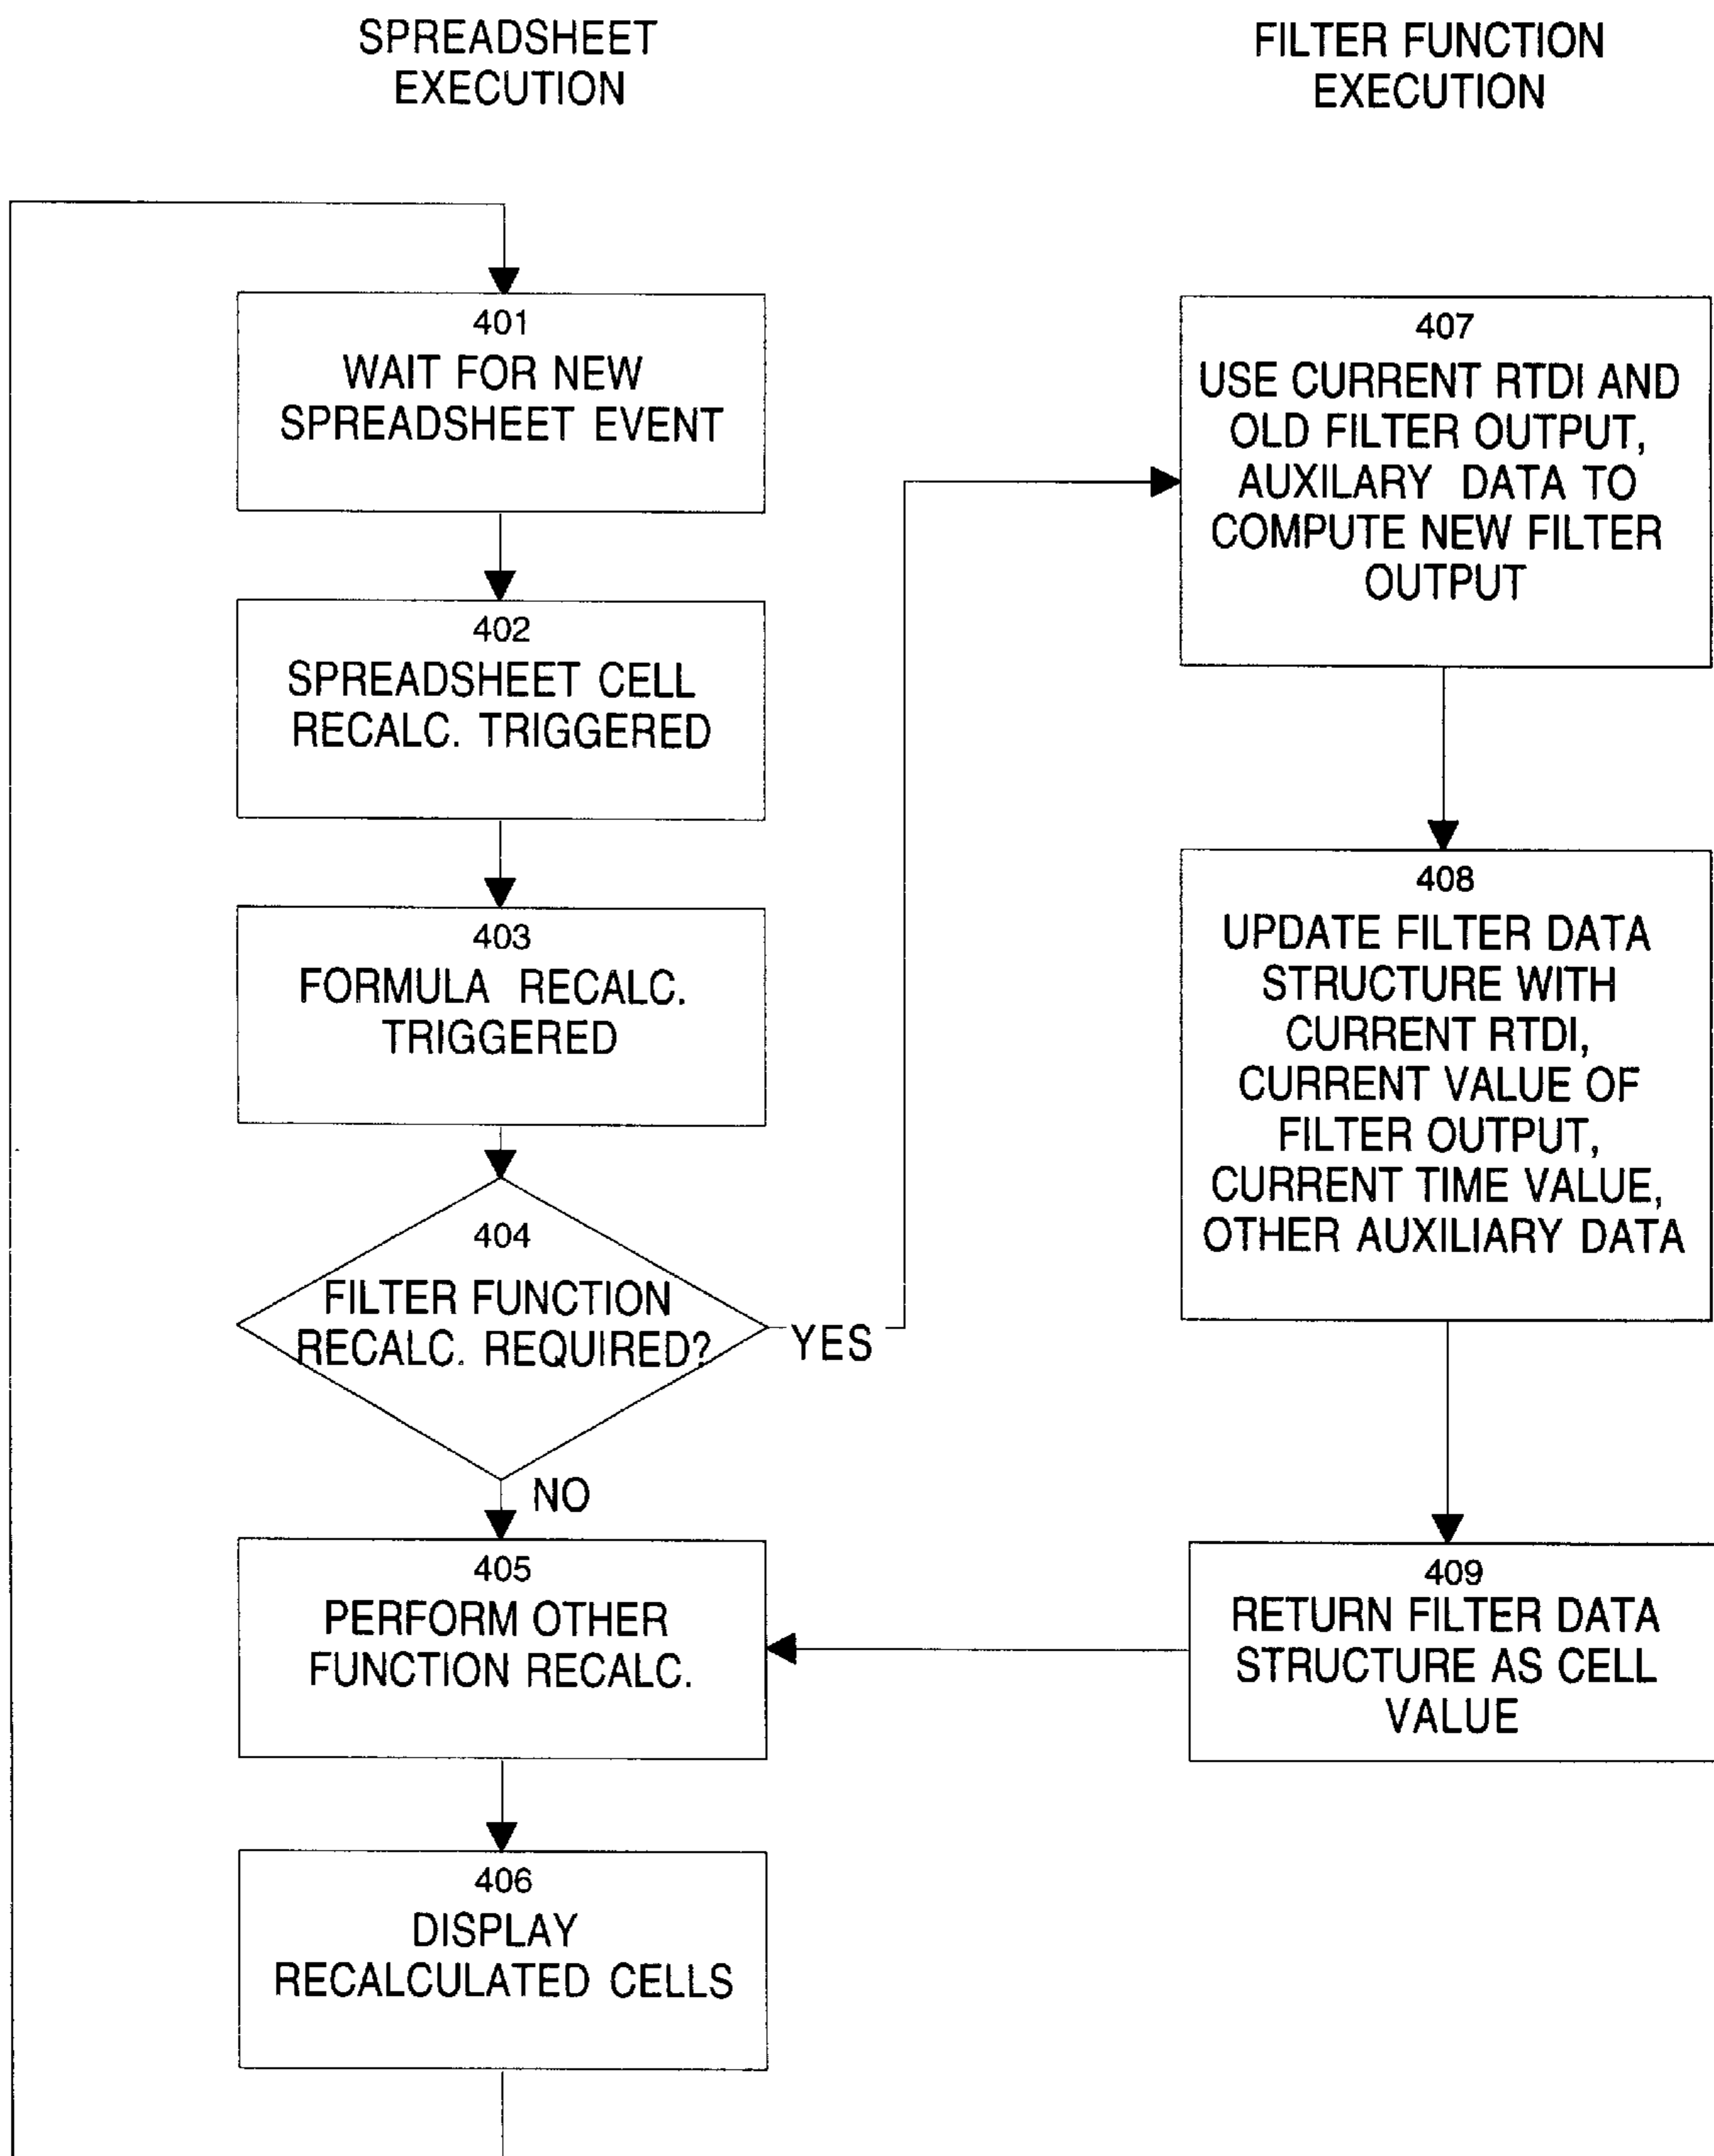 SPREADSHEET
EXECUTION
FILTER FUNCTION
EXECUTION
401
WAIT FOR NEW
SPREADSHEET EVENT
402
SPREADSHEET CELL
RECALC. TRIGGERED
403
FORMULA RECALC.
TRIGGERED
404
FILTER FUNCTION
RECALC. REQUIRED?
YES
NO
405
PERFORM OTHER
FUNCTION RECALC.
406
DISPLAY
RECALCULATED CELLS
407
USE CURRENT RTDI AND
OLD FILTER OUTPUT,
AUXILARY DATA TO
COMPUTE NEW FILTER
OUTPUT
408
UPDATE FILTER DATA
STRUCTURE WITH
CURRENT RTDI,
CURRENT VALUE OF
FILTER OUTPUT,
CURRENT TIME VALUE,
OTHER AUXILIARY DATA
409
RETURN FILTER DATA
STRUCTURE AS CELL
VALUE